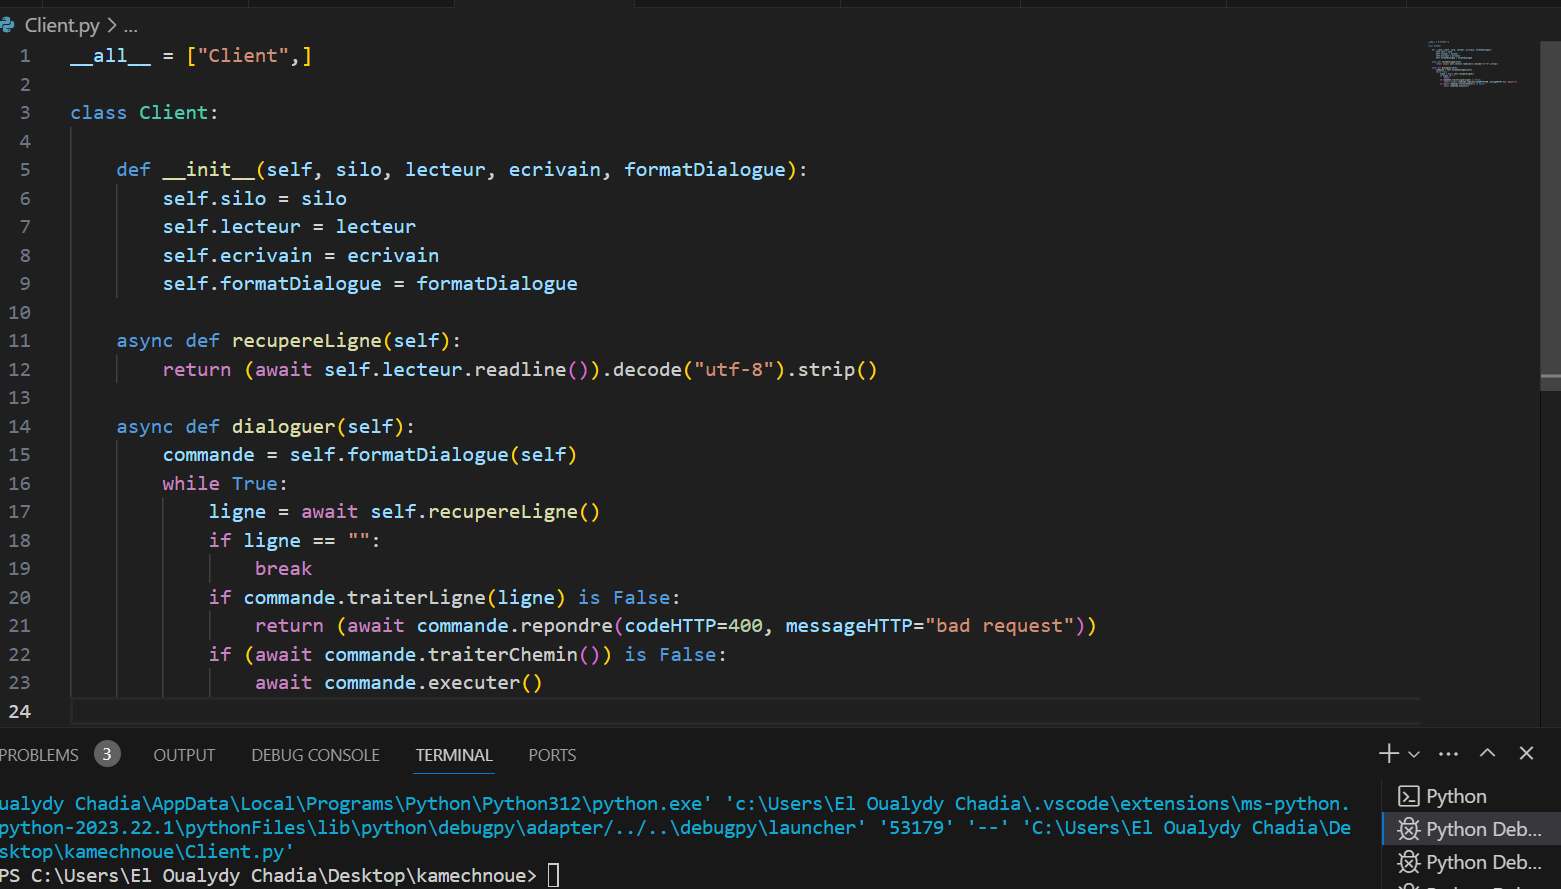 Client.py > ...
1 __all__ = ["Client",]
2
3 class Client:
4
5     def __init__(self, silo, lecteur, ecrivain, formatDialogue):
6         self.silo = silo
7         self.lecteur = lecteur
8         self.ecrivain = ecrivain
9         self.formatDialogue = formatDialogue
10
11     async def recupereLigne(self):
12         return (await self.lecteur.readline()).decode("utf-8").strip()
13
14     async def dialoguer(self):
15         commande = self.formatDialogue(self)
16         while True:
17             ligne = await self.recupereLigne()
18             if ligne == "":
19                 break
20             if commande.traiterLigne(ligne) is False:
21                 return (await commande.repondre(codeHTTP=400, messageHTTP="bad request"))
22             if (await commande.traiterChemin()) is False:
23                 await commande.executer()
24
PROBLEMS 3 OUTPUT DEBUG CONSOLE TERMINAL PORTS
ualydy Chadia\AppData\Local\Programs\Python\Python312\python.exe' 'c:\Users\El Oualydy Chadia\.vscode\extensions\ms-python.
python-2023.22.1\pythonFiles\lib\python\debugpy\adapter/../..\debugpy\launcher' '53179' '--' 'C:\Users\El Oualydy Chadia\De
sktop\kamechnoue\Client.py'
PS C:\Users\El Oualydy Chadia\Desktop\kamechnoue>
Python
Python Deb...
Python Deb...